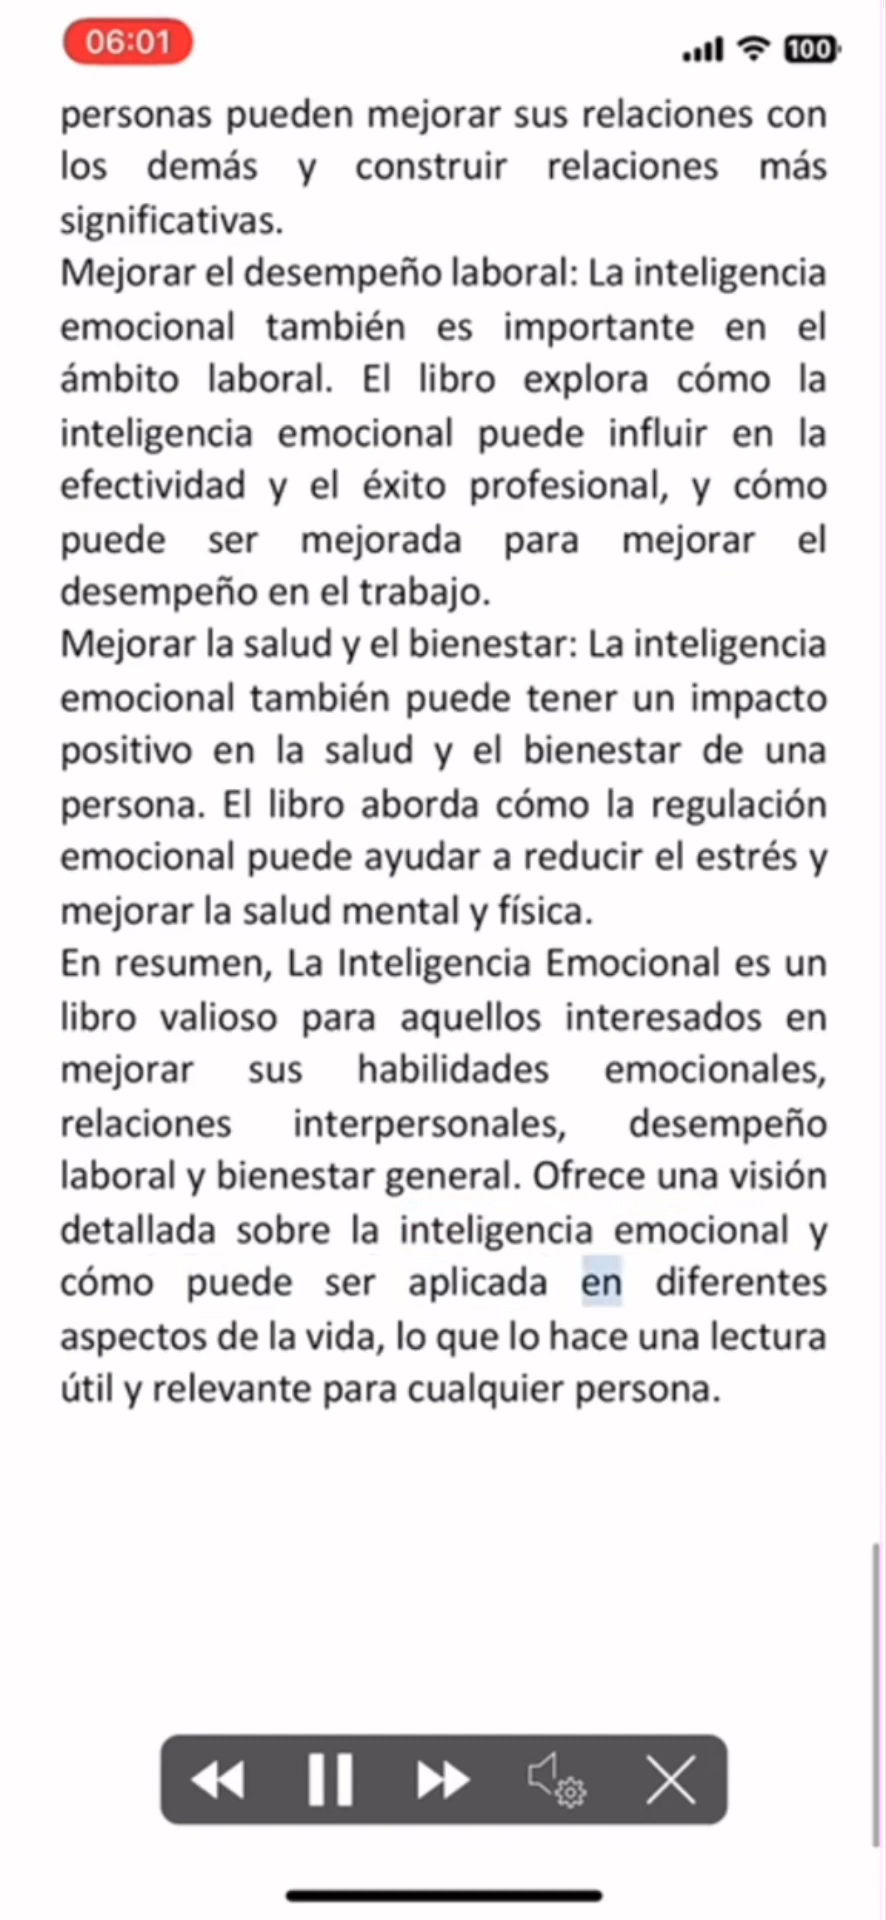 06:01
100
personas pueden mejorar sus relaciones con
los demás y construir relaciones más
significativas.
Mejorar el desempeño laboral: La inteligencia
emocional también es importante en el
ámbito laboral. El libro explora cómo la
inteligencia emocional puede influir en la
efectividad y el éxito profesional, y cómo
puede ser mejorada para mejorar el
desempeño en el trabajo.
Mejorar la salud y el bienestar: La inteligencia
emocional también puede tener un impacto
positivo en la salud y el bienestar de una
persona. El libro aborda cómo la regulación
emocional puede ayudar a reducir el estrés y
mejorar la salud mental y física.
En resumen, La Inteligencia Emocional es un
libro valioso para aquellos interesados en
mejorar sus habilidades emocionales,
relaciones interpersonales, desempeño
laboral y bienestar general. Ofrece una visión
detallada sobre la inteligencia emocional y
cómo puede ser aplicada en diferentes
aspectos de la vida, lo que lo hace una lectura
útil y relevante para cualquier persona.